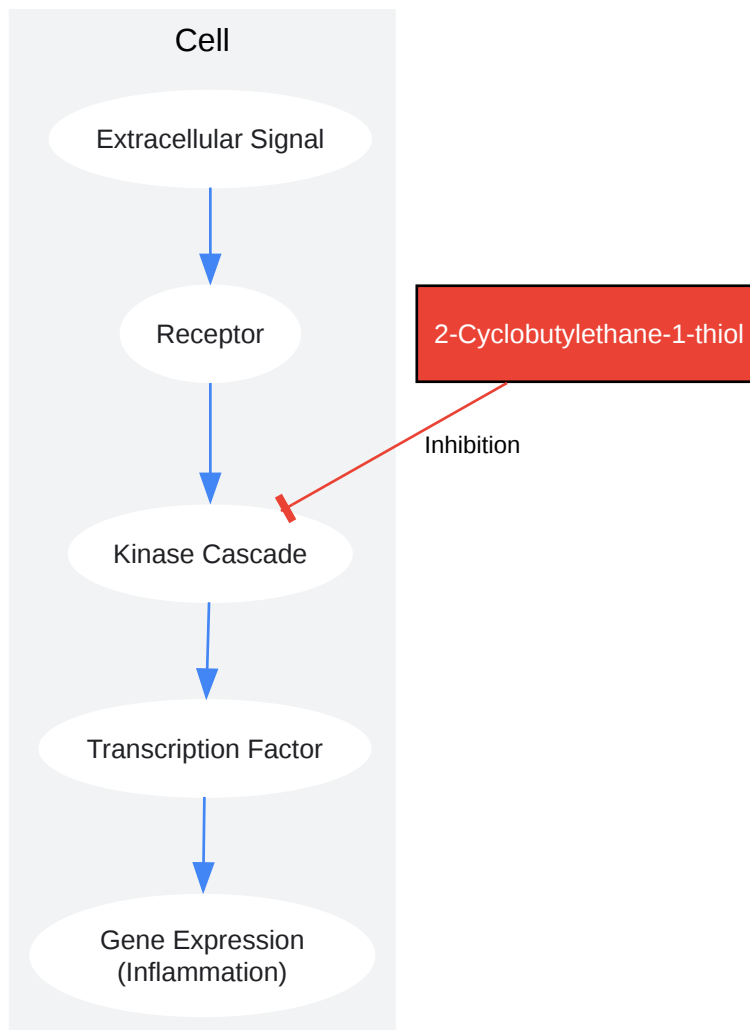 Cell
Extracellular Signal
Receptor
2-Cyclobutylethane-1-thiol
Inhibition
Kinase Cascade
Transcription Factor
Gene Expression
(Inflammation)